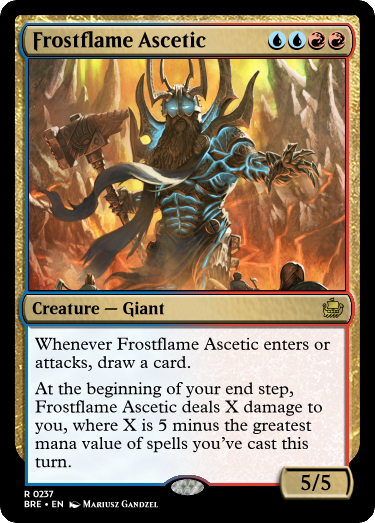 Frostflame Ascetic
Creature — Giant
Whenever Frostflame Ascetic enters or
attacks, draw a card.
At the beginning of your end step,
Frostflame Ascetic deals X damage to
you, where X is 5 minus the greatest
mana value of spells you've cast this
turn.
5/5
R 0237
BRE • EN Mariusz Gandzel